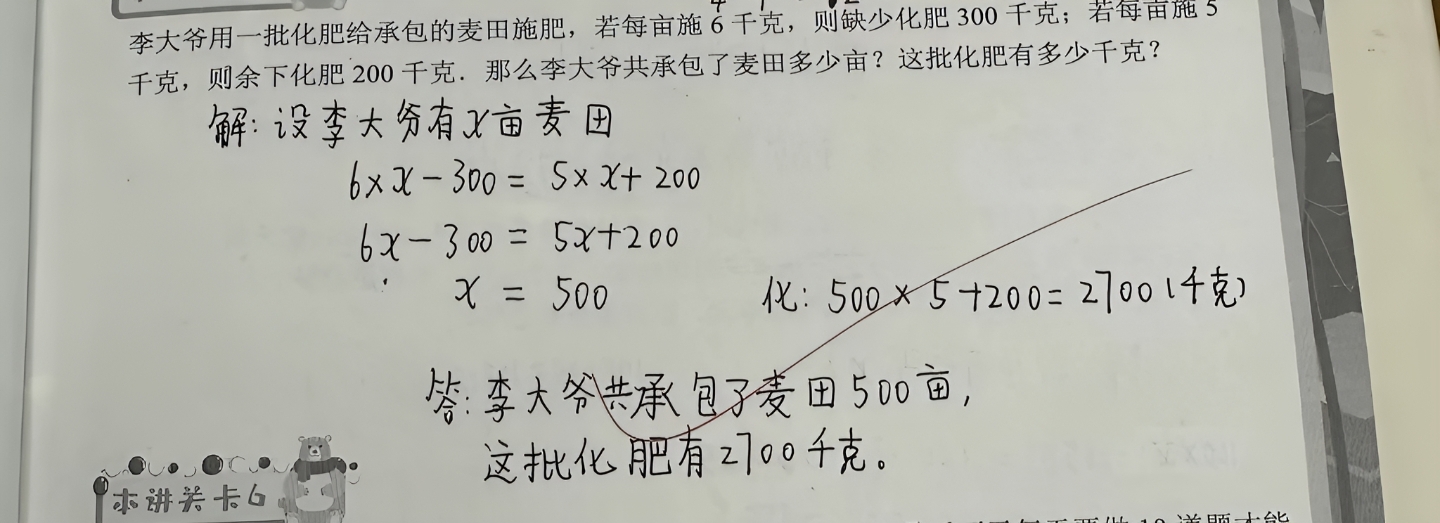 李大爷用一批化肥给承包的麦田施肥，若每亩施 6 千克，则缺少化肥 300 千克；若每亩施 5
千克，则余下化肥 200 千克．那么李大爷共承包了麦田多少亩？这批化肥有多少千克？
解：设李大爷有x亩麦田
6×x－300＝5×x+200
6x－300＝5x+200
x＝500
化：500×5+200＝2700（千克）
答：李大爷共承包了麦田500亩，
这批化肥有2700千克。
本讲关卡6